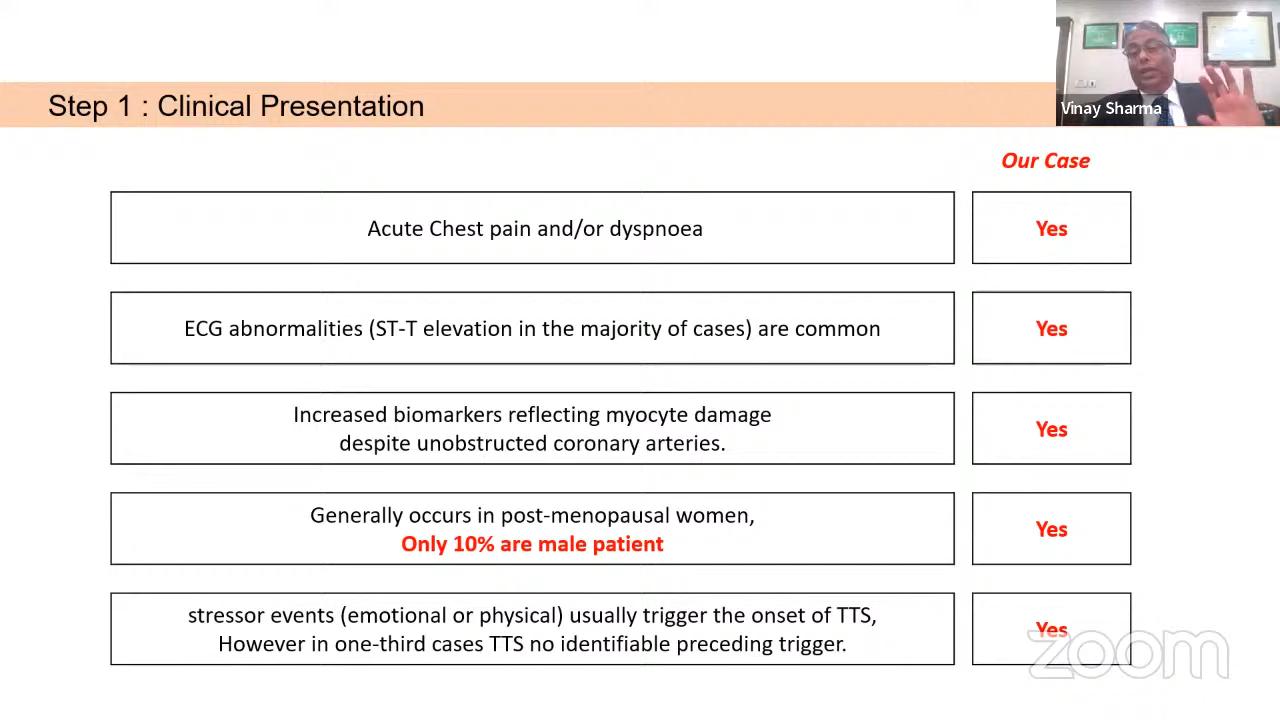 Step 1 : Clinical Presentation
Vinay Sharma
Our Case
Acute Chest pain and/or dyspnoea
Yes
ECG abnormalities (ST-T elevation in the majority of cases) are common
Yes
Increased biomarkers reflecting myocyte damage
despite unobstructed coronary arteries.
Yes
Generally occurs in post-menopausal women,
Only 10% are male patient
Yes
stressor events (emotional or physical) usually trigger the onset of TTS,
However in one-third cases TTS no identifiable preceding trigger.
Yes
zoom